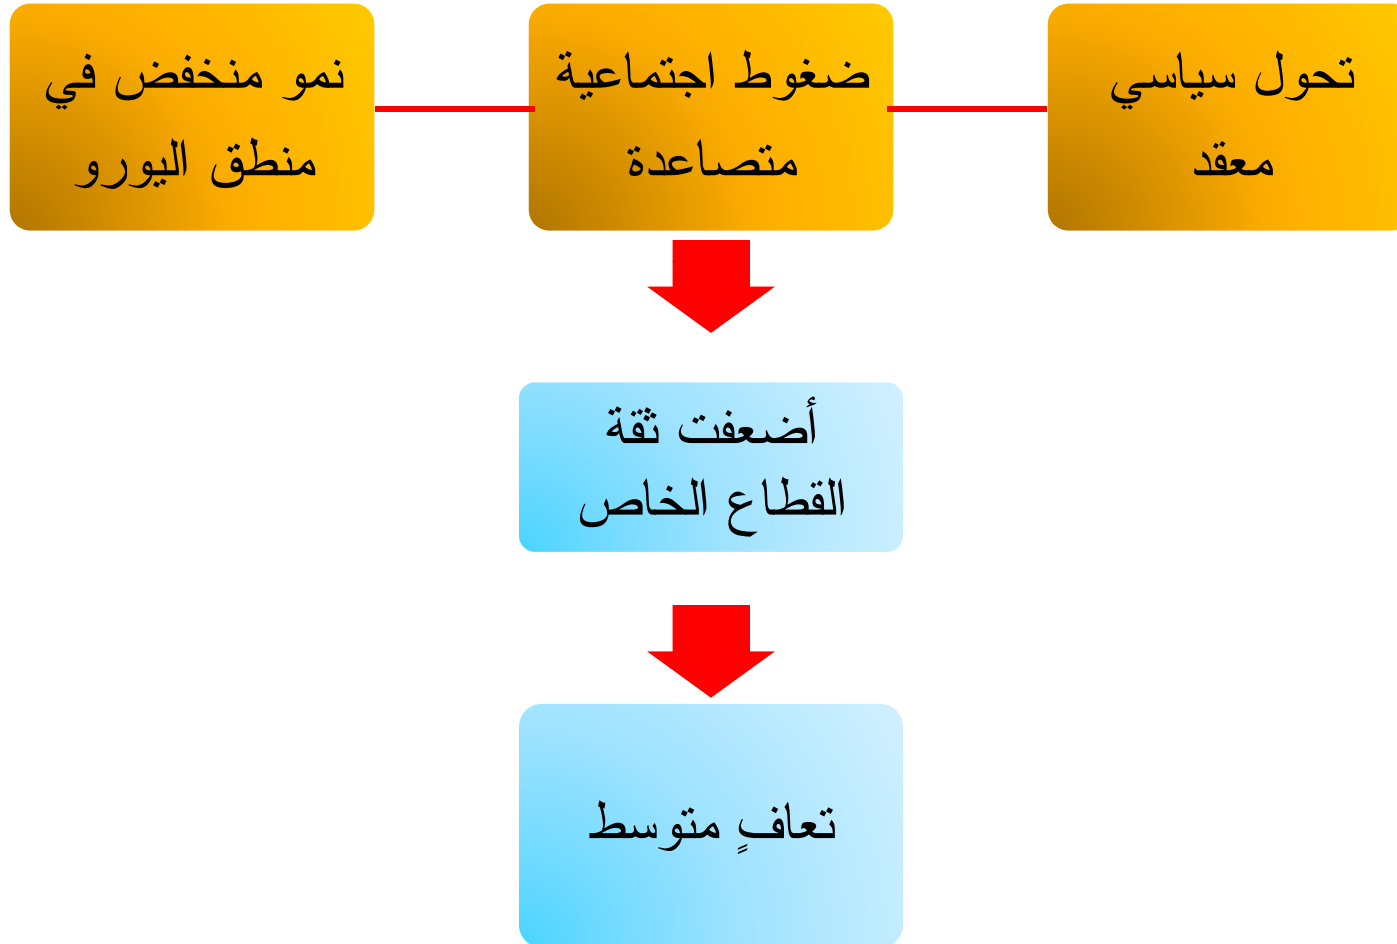 تحول سياسي
معقد
ضغوط اجتماعية
متصاعدة
نمو منخفض في
منطق اليورو
أضعفت ثقة
القطاع الخاص
تعافٍ متوسط